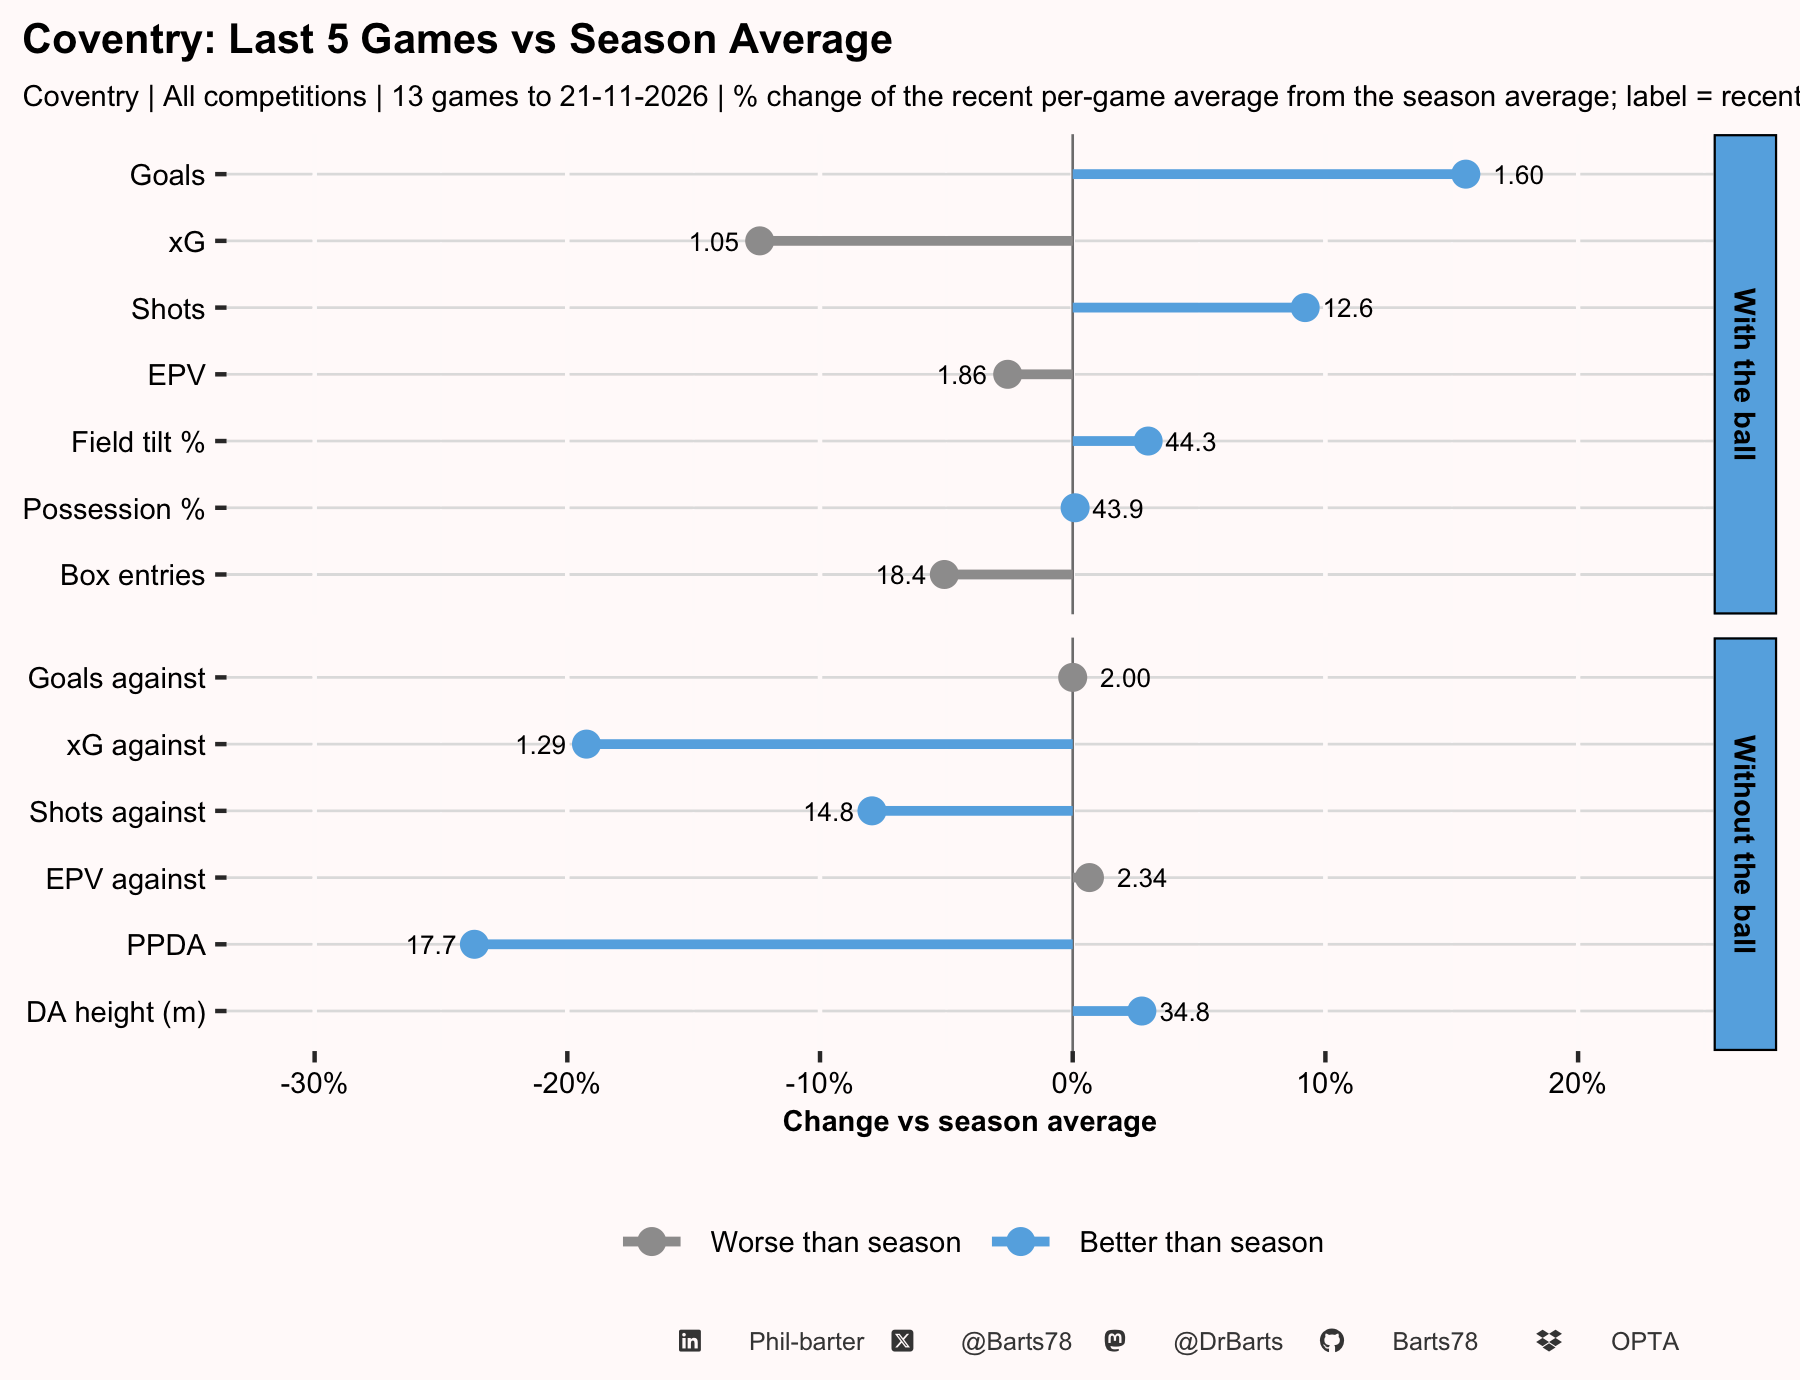 Coventry: Last 5 Games vs Season Average
Coventry | All competitions | 13 games to 21-11-2026 | % change of the recent per-game average from the season average; label = recent
Goals 1.60
xG 1.05
Shots 12.6
EPV 1.86
Field tilt % 44.3
Possession % 43.9
Box entries 18.4
With the ball
Goals against 2.00
xG against 1.29
Shots against 14.8
EPV against 2.34
PPDA 17.7
DA height (m) 34.8
Without the ball
-30% -20% -10% 0% 10% 20%
Change vs season average
Worse than season Better than season
Phil-barter @Barts78 @DrBarts Barts78 OPTA